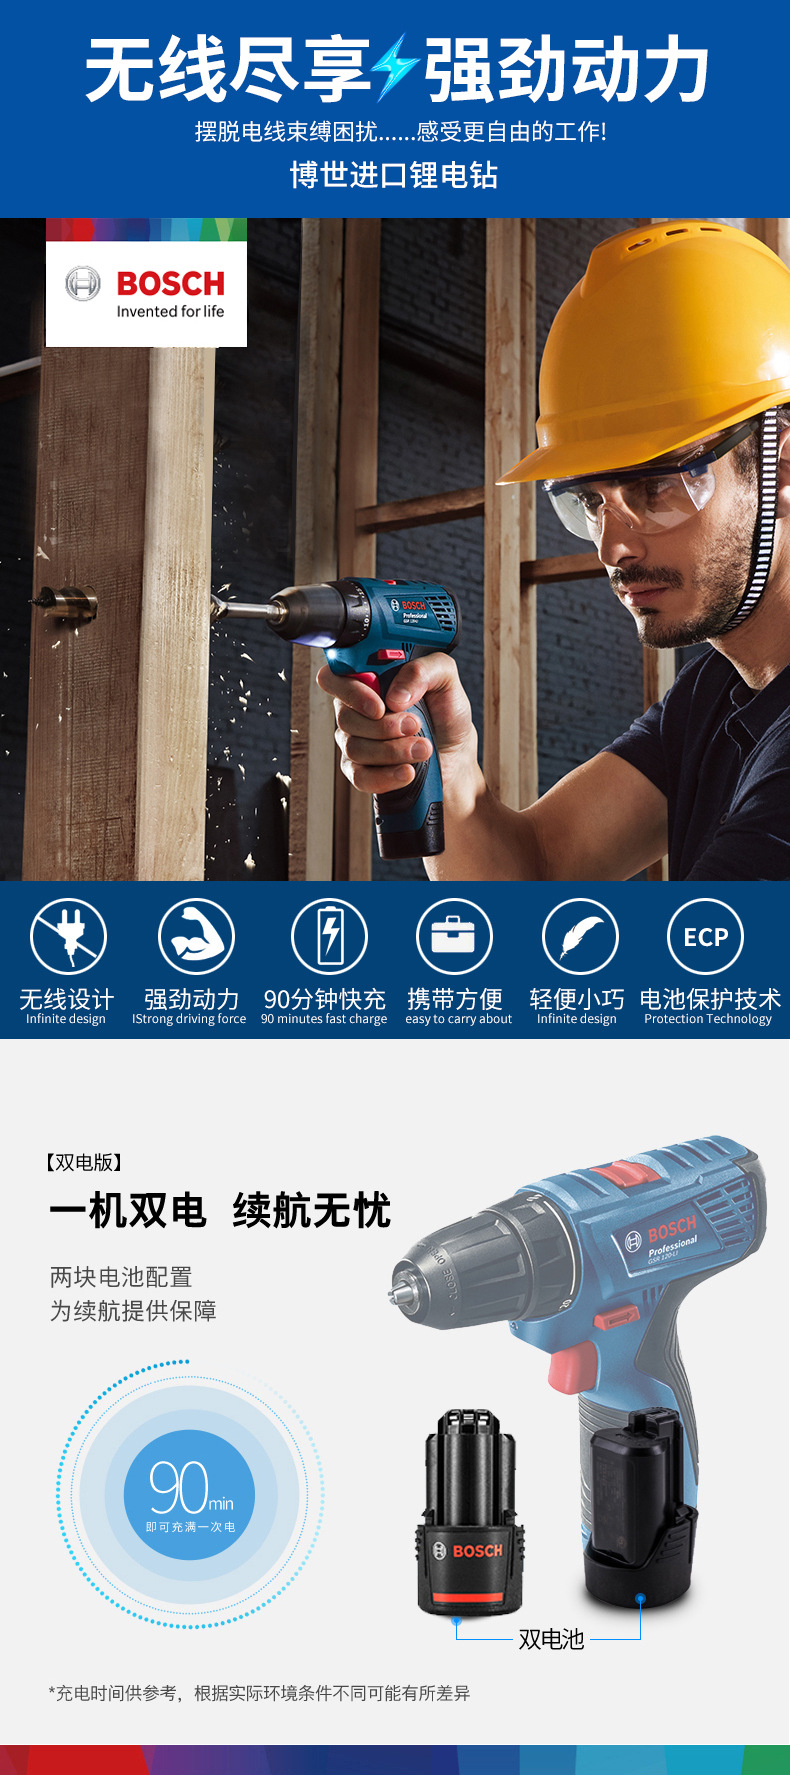 无线尽享强劲动力
摆脱电线束缚困扰......感受更自由的工作!
博世进口锂电钻
BOSCH
Invented for life
BOSCH
Professional
无线设计
Infinite design
强劲动力
IStrong driving force
90分钟快充
90 minutes fast charge
携带方便
easy to carry about
轻便小巧
Infinite design
ECP
电池保护技术
Protection Technology
【双电版】
一机双电 续航无忧
两块电池配置
为续航提供保障
90min
即可充满一次电
BOSCH
Professional
GSR 120-LI
CLOSE
BOSCH
双电池
*充电时间供参考，根据实际环境条件不同可能有所差异